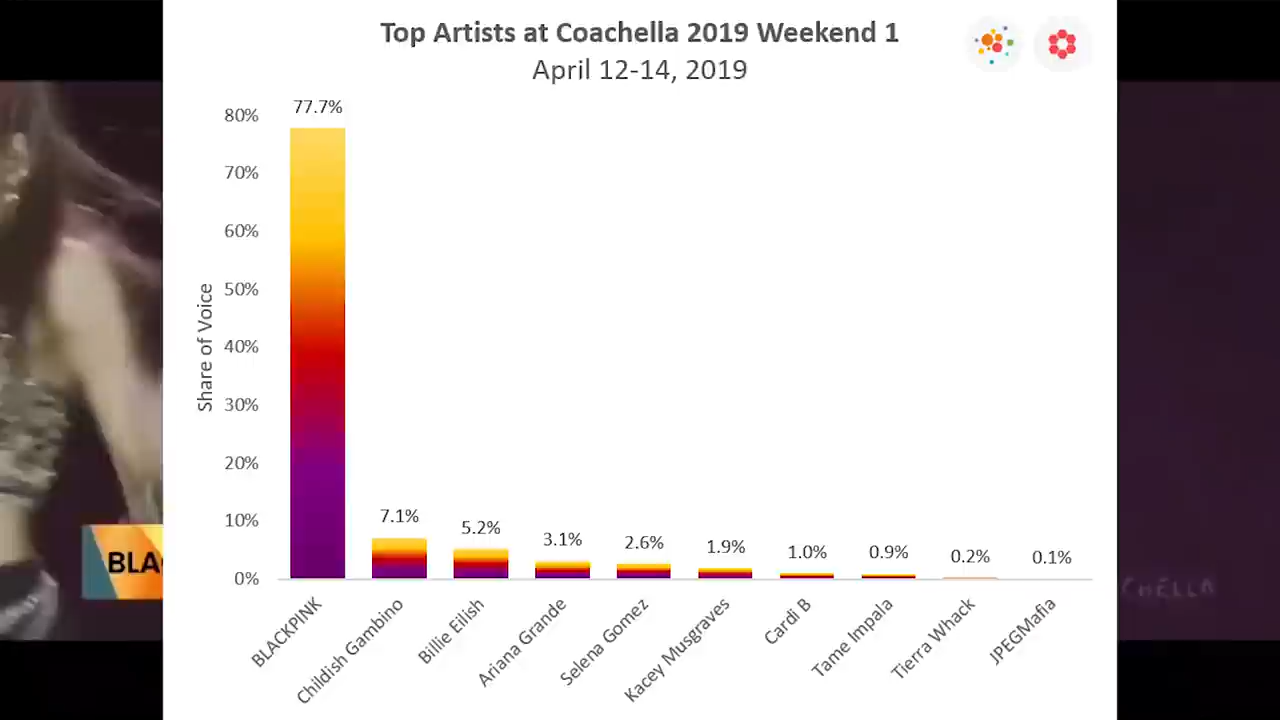 Top Artists at Coachella 2019 Weekend 1
April 12-14, 2019
Share of Voice
80%
70%
60%
50%
40%
30%
20%
10%
0%
77.7%
7.1%
5.2%
3.1%
2.6%
1.9%
1.0%
0.9%
0.2%
0.1%
BLACKPINK
Childish Gambino
Billie Eilish
Ariana Grande
Selena Gomez
Kacey Musgraves
Cardi B
Tame Impala
Tierra Whack
JPEGMafia
BLA
CHELLA